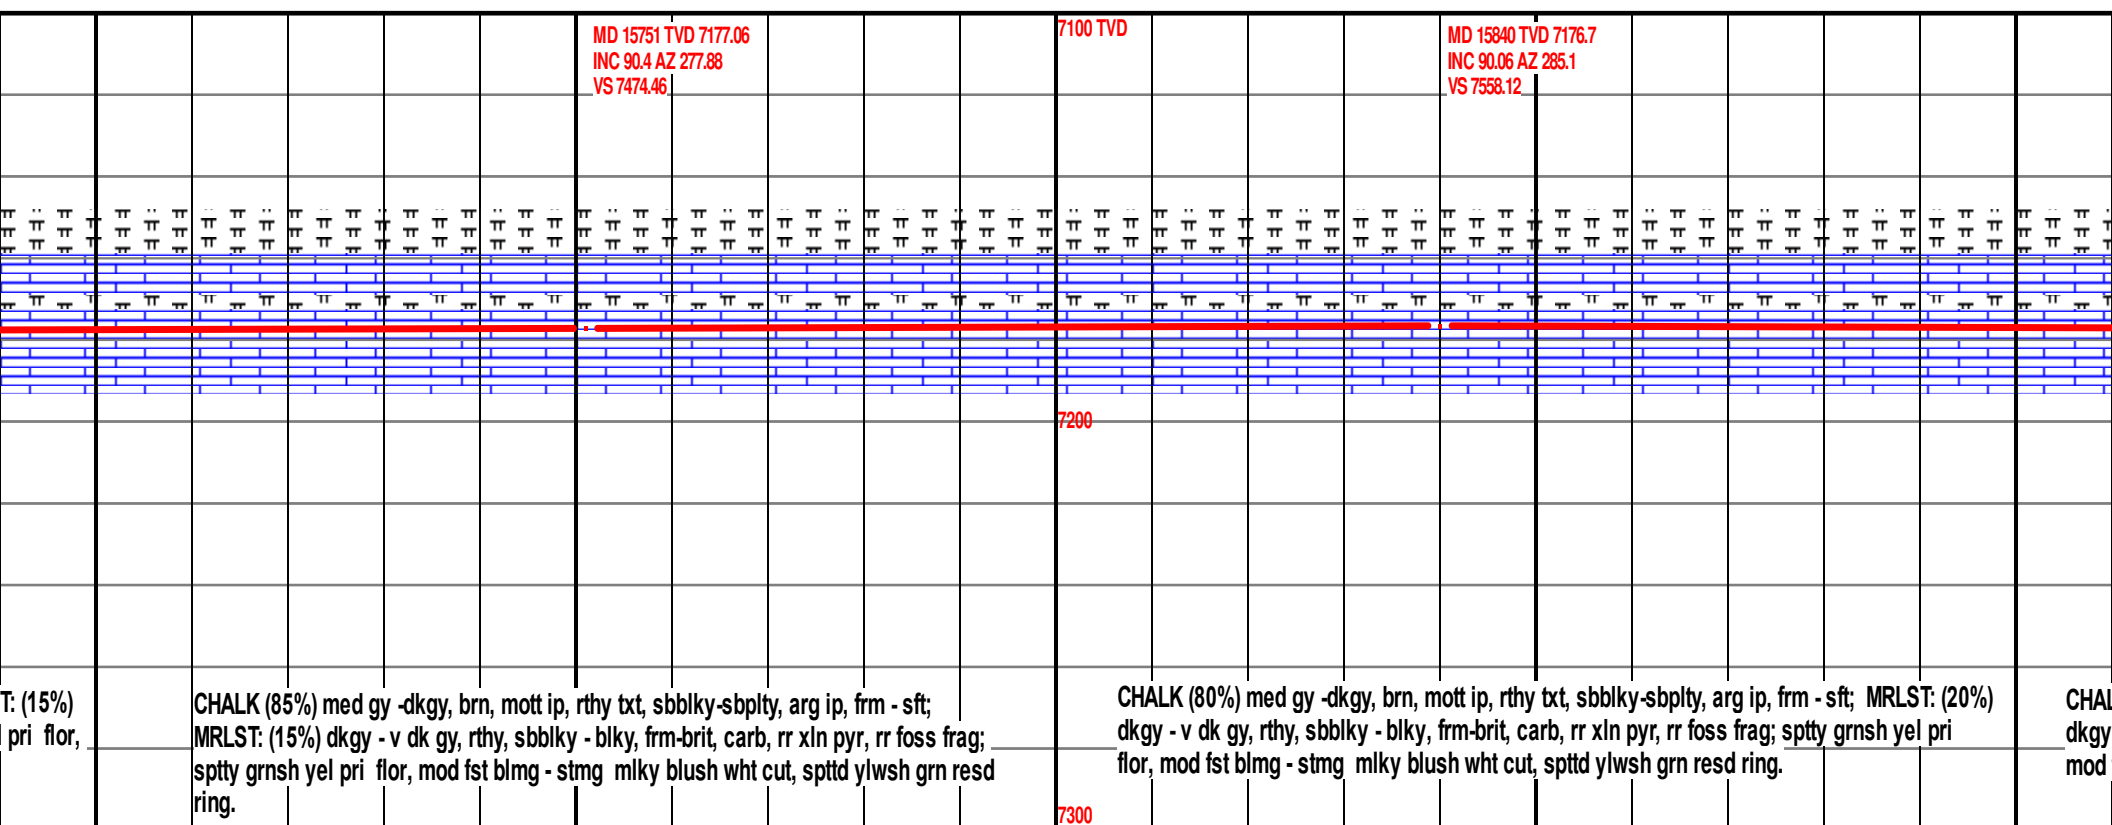 MD 15751 TVD 7177.06
INC 90.4 AZ 277.88
VS 7474.46
7100 TVD
MD 15840 TVD 7176.7
INC 90.06 AZ 285.1
VS 7558.12
7200
T: (15%)
pri flor,
CHALK (85%) med gy -dkgy, brn, mott ip, rthy txt, sbblky-sbplty, arg ip, frm - sft;
MRLST: (15%) dkgy - v dk gy, rthy, sbblky - blky, frm-brit, carb, rr xln pyr, rr foss frag;
sptty grnsh yel pri flor, mod fst blmg - stmg mlky blush wht cut, spttd ylwsh grn resd
ring.
CHALK (80%) med gy -dkgy, brn, mott ip, rthy txt, sbblky-sbplty, arg ip, frm - sft; MRLST: (20%)
dkgy - v dk gy, rthy, sbblky - blky, frm-brit, carb, rr xln pyr, rr foss frag; sptty grnsh yel pri
flor, mod fst blmg - stmg mlky blush wht cut, spttd ylwsh grn resd ring.
CHAL
dkgy
mod
7300